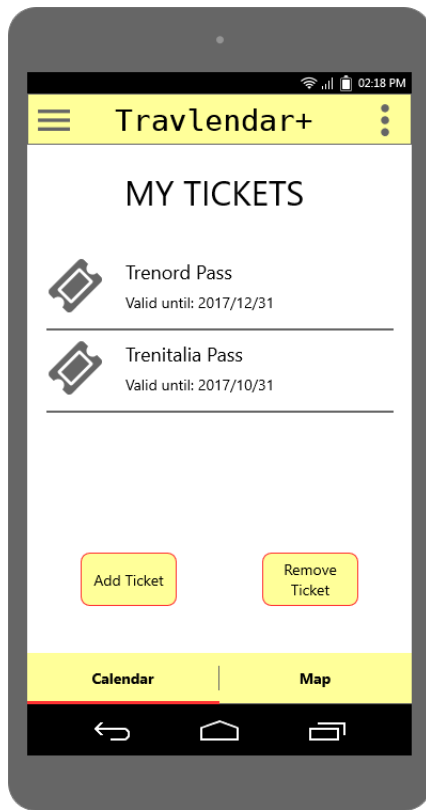 02:18 PM
Travlendar+
MY TICKETS
Trenord Pass
Valid until: 2017/12/31
Trenitalia Pass
Valid until: 2017/10/31
Add Ticket
Remove
Ticket
Calendar
Map